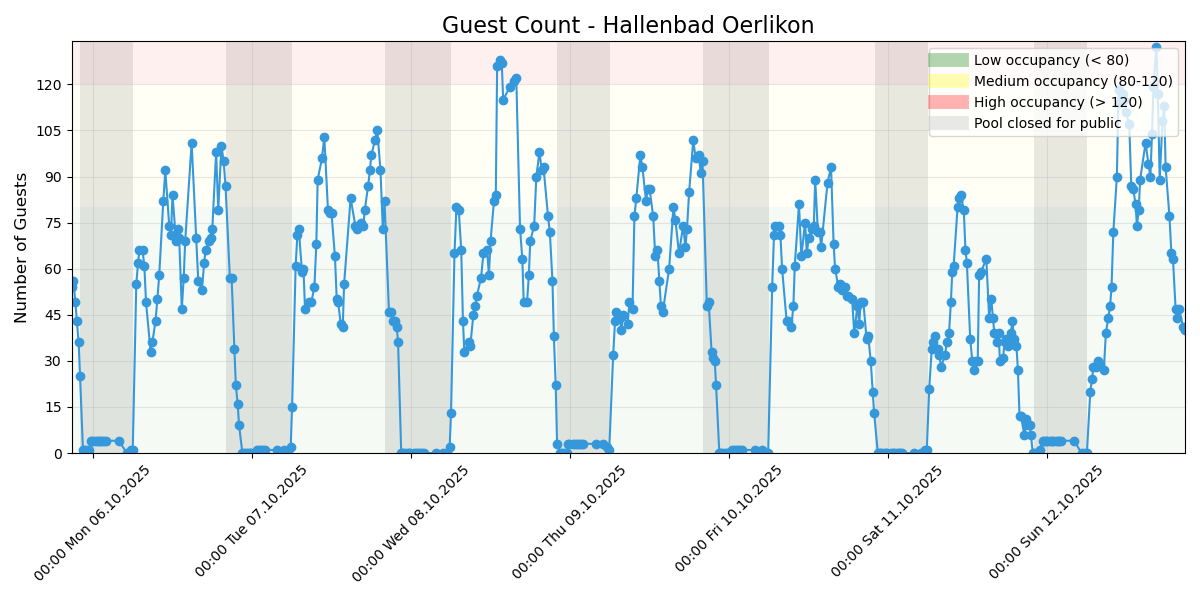 Guest Count - Hallenbad Oerlikon
Low occupancy (< 80)
Medium occupancy (80-120)
High occupancy (> 120)
Pool closed for public
Number of Guests
120
105
90
75
60
45
30
15
0
00:00 Mon 06.10.2025
00:00 Tue 07.10.2025
00:00 Wed 08.10.2025
00:00 Thu 09.10.2025
00:00 Fri 10.10.2025
00:00 Sat 11.10.2025
00:00 Sun 12.10.2025